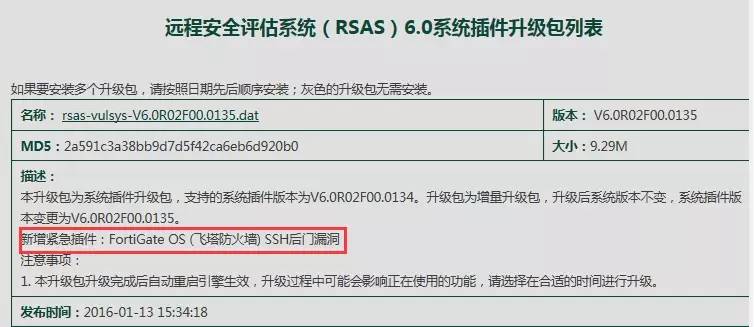 远程安全评估系统（RSAS）6.0系统插件升级包列表
如果要安装多个升级包，请按照日期先后顺序安装；灰色的升级包无需安装。
名称： rsas-vulsys-V6.0R02F00.0135.dat
版本： V6.0R02F00.0135
MD5：2a591c3a38bb9d7d5f42ca6eb6d920b0
大小：9.29M
描述：
本升级包为系统插件升级包，支持的系统插件版本为V6.0R02F00.0134。升级包为增量升级包，升级后系统版本不变，系统插件版
本变更为V6.0R02F00.0135。
新增紧急插件：FortiGate OS (飞塔防火墙) SSH后门漏洞
注意事项：
1. 本升级包升级完成后自动重启引擎生效，升级过程中可能会影响正在使用的功能，请选择在合适的时间进行升级。
发布时间：2016-01-13 15:34:18